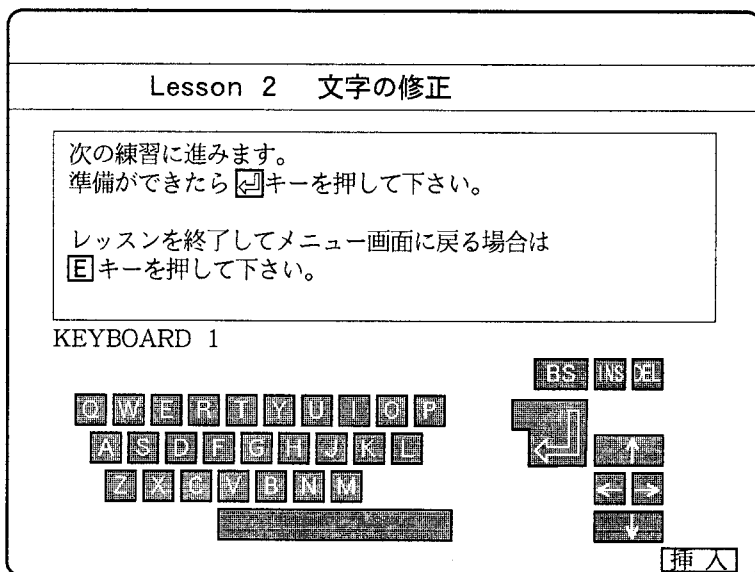 Lesson 2 文字の修正
次の練習に進みます。
準備ができたら⏎キーを押して下さい。
レッスンを終了してメニュー画面に戻る場合は
Eキーを押して下さい。
KEYBOARD 1
BS INS DEL
Q W E R T Y U I O P
A S D F G H J K L
Z X C V B N M
挿入